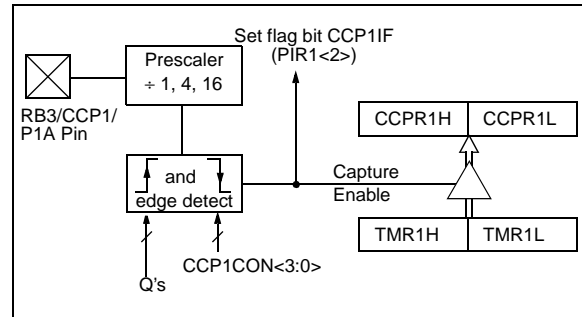 Set flag bit CCP1IF
(PIR1<2>)
Prescaler
÷ 1, 4, 16
RB3/CCP1/
P1A Pin
CCPR1H
CCPR1L
and
edge detect
Capture
Enable
TMR1H
TMR1L
CCP1CON<3:0>
Q's